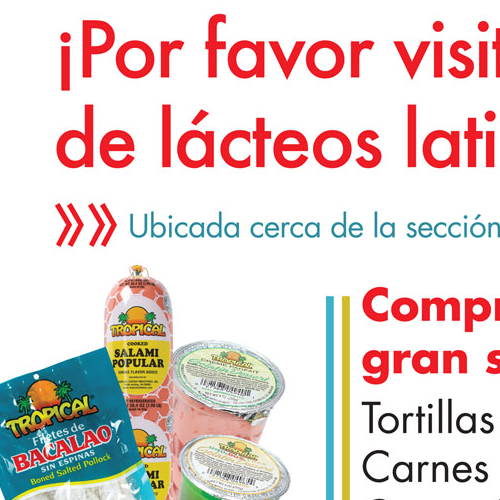 ¡Por favor visit
de lácteos lati
Ubicada cerca de la sección
Compr
gran s
Tortillas
Carnes
TROPICAL
COOKED
SALAMI
POPULAR
TROPICAL
Filetes de
BACALAO
SIN ESPINAS
Boned Salted Pollock